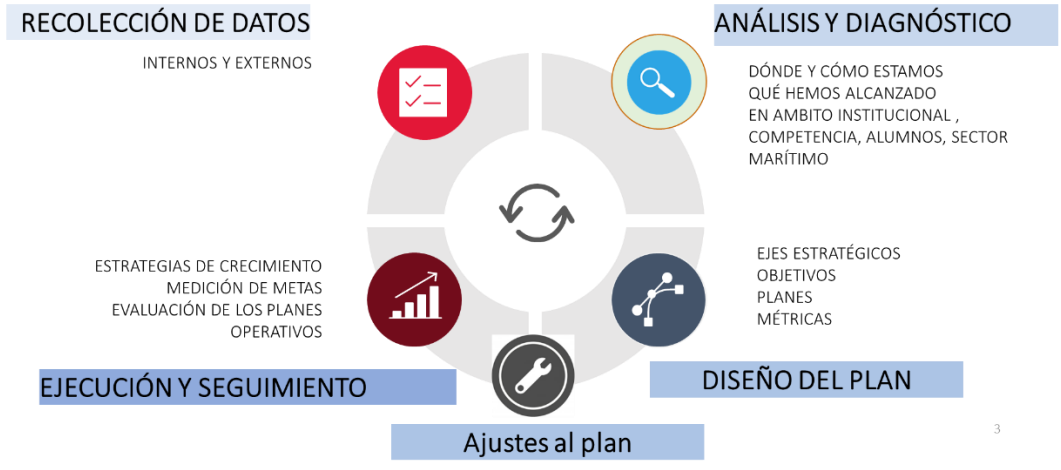 RECOLECCIÓN DE DATOS
INTERNOS Y EXTERNOS
ANÁLISIS Y DIAGNÓSTICO
DÓNDE Y CÓMO ESTAMOS
QUÉ HEMOS ALCANZADO
EN AMBITO INSTITUCIONAL ,
COMPETENCIA, ALUMNOS, SECTOR
MARÍTIMO
ESTRATEGIAS DE CRECIMIENTO
MEDICIÓN DE METAS
EVALUACIÓN DE LOS PLANES
OPERATIVOS
EJECUCIÓN Y SEGUIMIENTO
EJES ESTRATÉGICOS
OBJETIVOS
PLANES
MÉTRICAS
DISEÑO DEL PLAN
Ajustes al plan
3